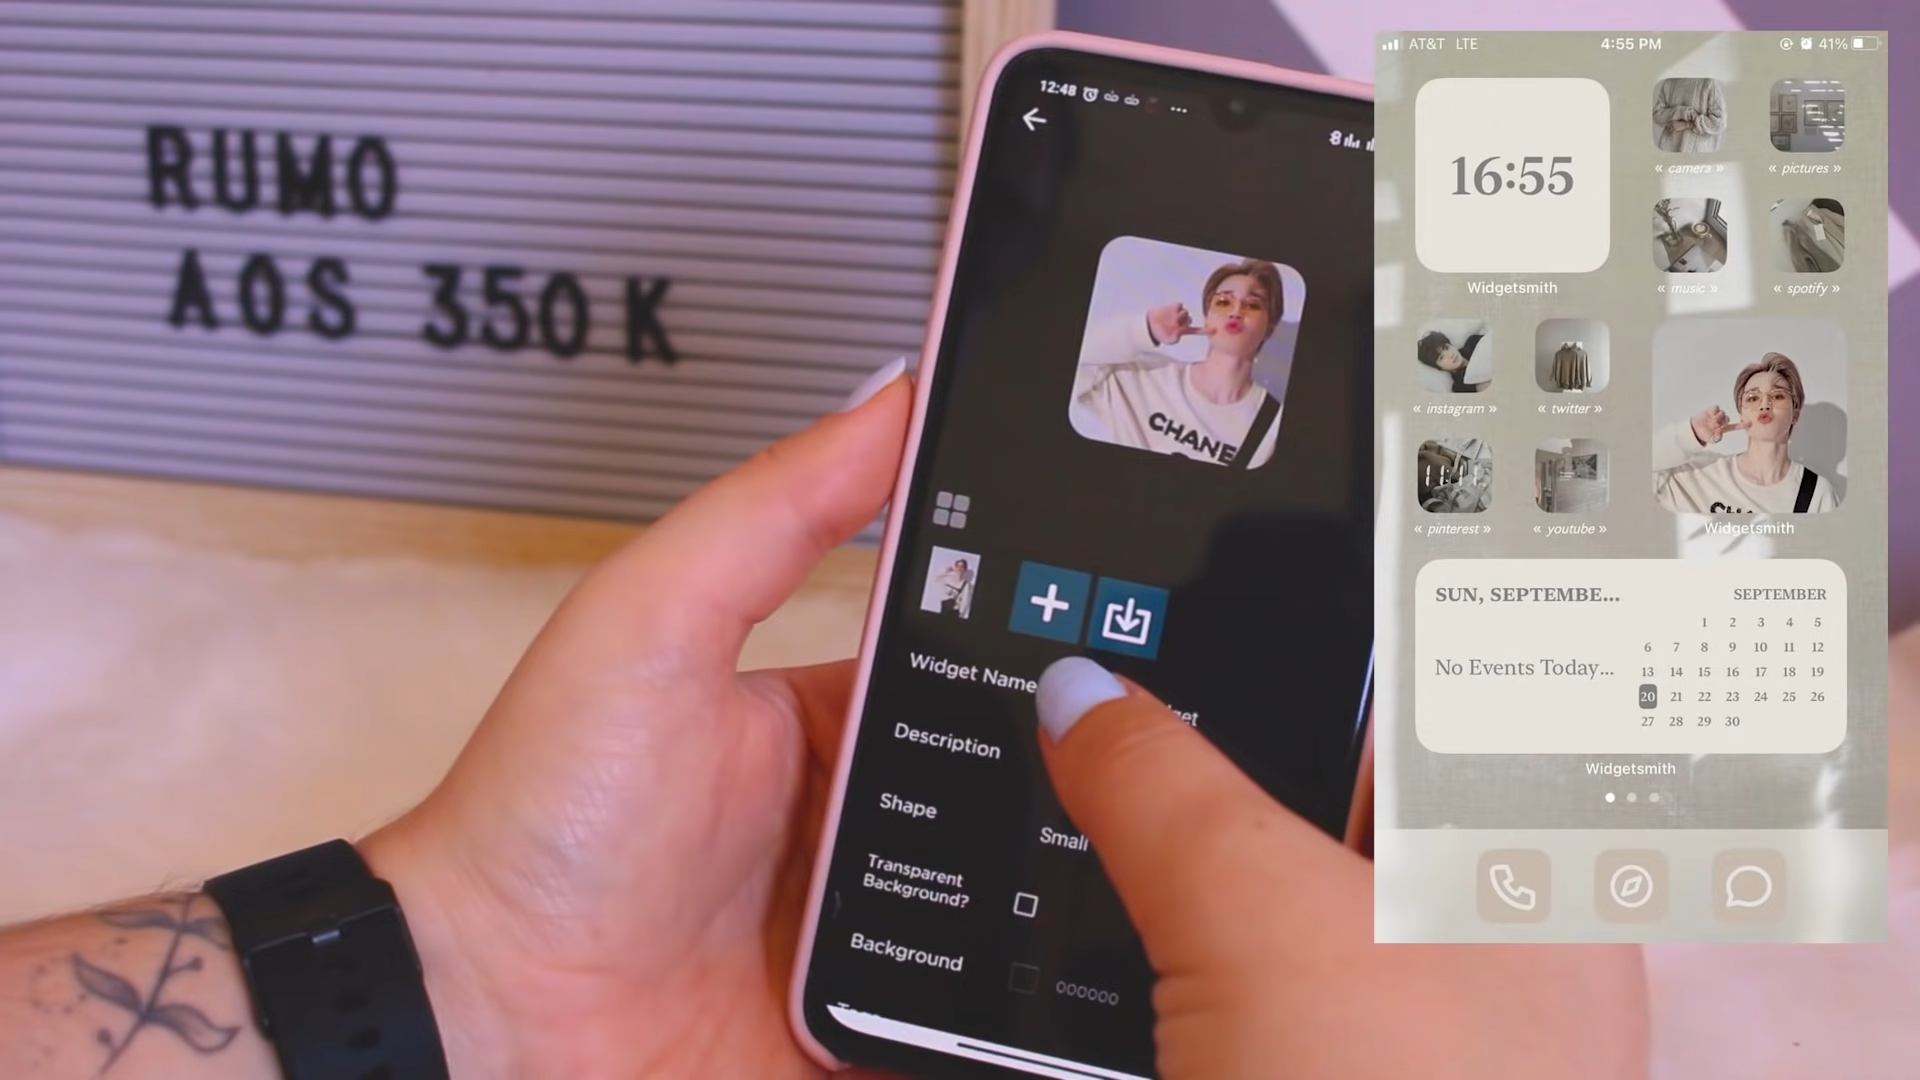 RUMO
AOS 350K
12:48
CHANE
Widget Name
Description
Shape
Small
Transparent
Background?
Background
000000
AT&T LTE
4:55 PM
41%
16:55
Widgetsmith
« camera »
« pictures »
« music »
« spotify »
« instagram »
« twitter »
« pinterest »
« youtube »
Widgetsmith
SUN, SEPTEMBE...
No Events Today...
SEPTEMBER
1 2 3 4 5
6 7 8 9 10 11 12
13 14 15 16 17 18 19
20 21 22 23 24 25 26
27 28 29 30
Widgetsmith